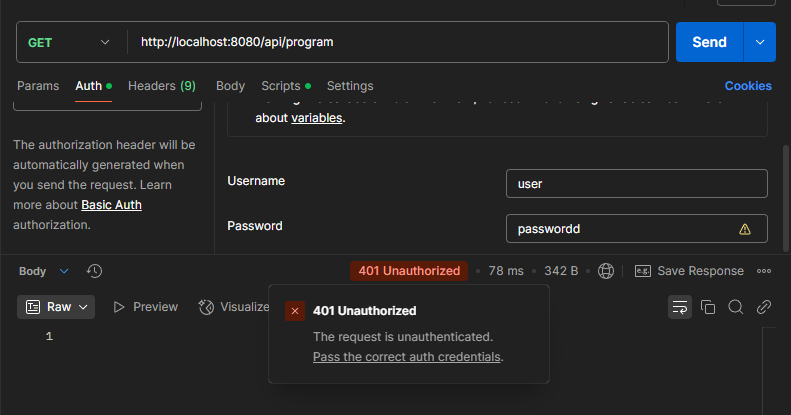 GET http://localhost:8080/api/program Send
Params Auth Headers (9) Body Scripts Settings Cookies
about variables.
The authorization header will be
automatically generated when
you send the request. Learn
more about Basic Auth
authorization.
Username user
Password passwordd
Body 401 Unauthorized 78 ms 342 B e.g. Save Response
Raw Preview Visualize
401 Unauthorized
The request is unauthenticated.
Pass the correct auth credentials.
1